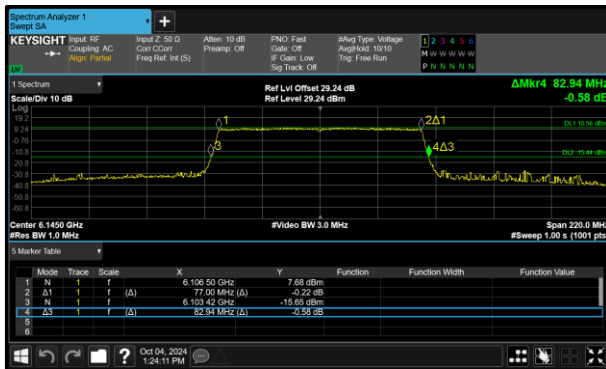 Spectrum Analyzer 1
Swept SA
KEYSIGHT
Input: RF
Coupling: AC
Align: Partial
Input Z: 50 Ω
Corr CCorr
Freq Ref: Int (S)
Atten: 10 dB
Preamp: Off
PNO: Fast
Gate: Off
IF Gain: Low
Sig Track: Off
#Avg Type: Voltage
Avg|Hold: 10/10
Trig: Free Run
1 2 3 4 5 6
M W W W W W
P N N N N N
1 Spectrum
Scale/Div 10 dB
Ref Lvl Offset 29.24 dB
Ref Level 29.24 dBm
ΔMkr4 82.94 MHz
-0.58 dB
Log
19.2
9.24
-0.76
-10.8
-20.8
-30.8
-40.8
-50.8
-60.8
1
2Δ1
3
4Δ3
DL1 10.56 dBm
DL2 -15.44 dBm
Center 6.1450 GHz
#Res BW 1.0 MHz
#Video BW 3.0 MHz
Span 220.0 MHz
#Sweep 1.00 s (1001 pts)
5 Marker Table
Mode Trace Scale X Y Function Function Width Function Value
1 N 1 f 6.106 50 GHz 7.68 dBm
2 Δ1 1 f (Δ) 77.00 MHz (Δ) -0.22 dB
3 N 1 f 6.103 42 GHz -15.65 dBm
4 Δ3 1 f (Δ) 82.94 MHz (Δ) -0.58 dB
5
6
Oct 04, 2024
1:24:11 PM